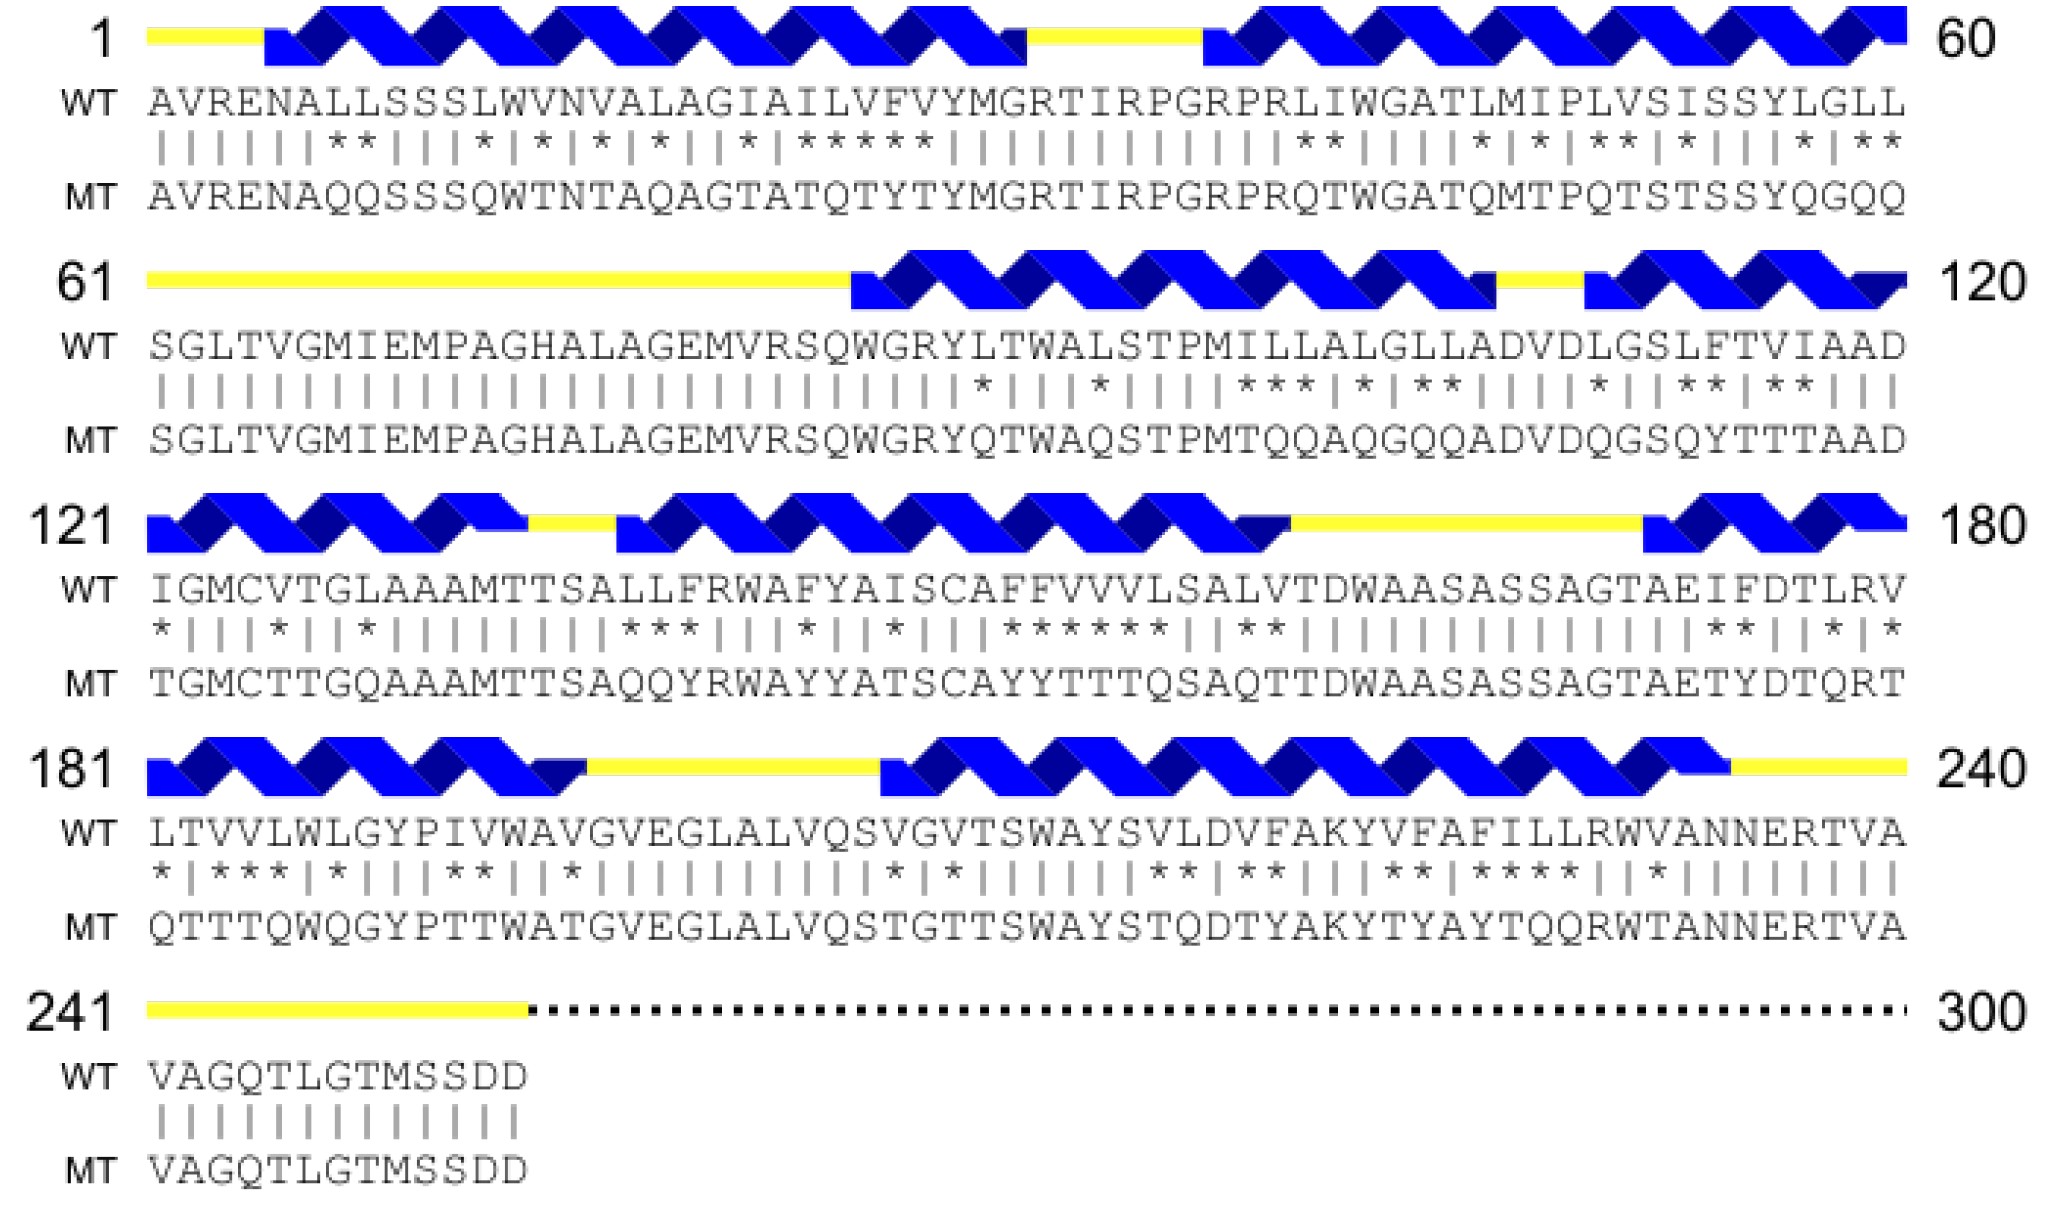 1 60
WT AVRENALLSSSLWVNVALAGIAILVFVYMGRTIRPGRPRLIWGATLMIPLVSISSYLGLL
||||||**|||*|*|*|*||*|*****||||||||||||**||||*|*|**|*|||*|**
MT AVRENAQQSSSQWTNTAQAGTATQTYTYMGRTIRPGRPRQTWGATQMTPQTSTSSYQGQQ
61 120
WT SGLTVGMIEMPAGHALAGEMVRSQWGRYLTWALSTPMILLALGLLADVDLGSLFTVIAAD
||||||||||||||||||||||||||||*|||*||||***|*|**||||*||**|**|||
MT SGLTVGMIEMPAGHALAGEMVRSQWGRYQTWAQSTPMTQQAQGQQADVDQGSQYTTTAAD
121 180
WT IGMCVTGLAAAMTTSALLFRWAFYAISCAFFVVVLSALVTDWAASASSAGTAEIFDTLRV
*|||*||*||||||||***|||*||*|||******||**||||||||||||||**||*|*
MT TGMCTTGQAAAMTTSAQQYRWAYYATSCAYYTTTQSAQTTDWAASASSAGTAETYDTQRT
181 240
WT LTVVLWLGYPIVWAVGVEGLALVQSVGVTSWAYSVLDVFAKYVFAFILLRWVANNERTVA
*|***|*|||**||*||||||||||*|*||||||**|**|||**|****||*||||||||
MT QTTTQWQGYPTTWATGVEGLALVQSTGTTSWAYSTQDTYAKYTYAYTQQRWTANNERTVA
241 300
WT VAGQTLGTMSSDD
|||||||||||||
MT VAGQTLGTMSSDD